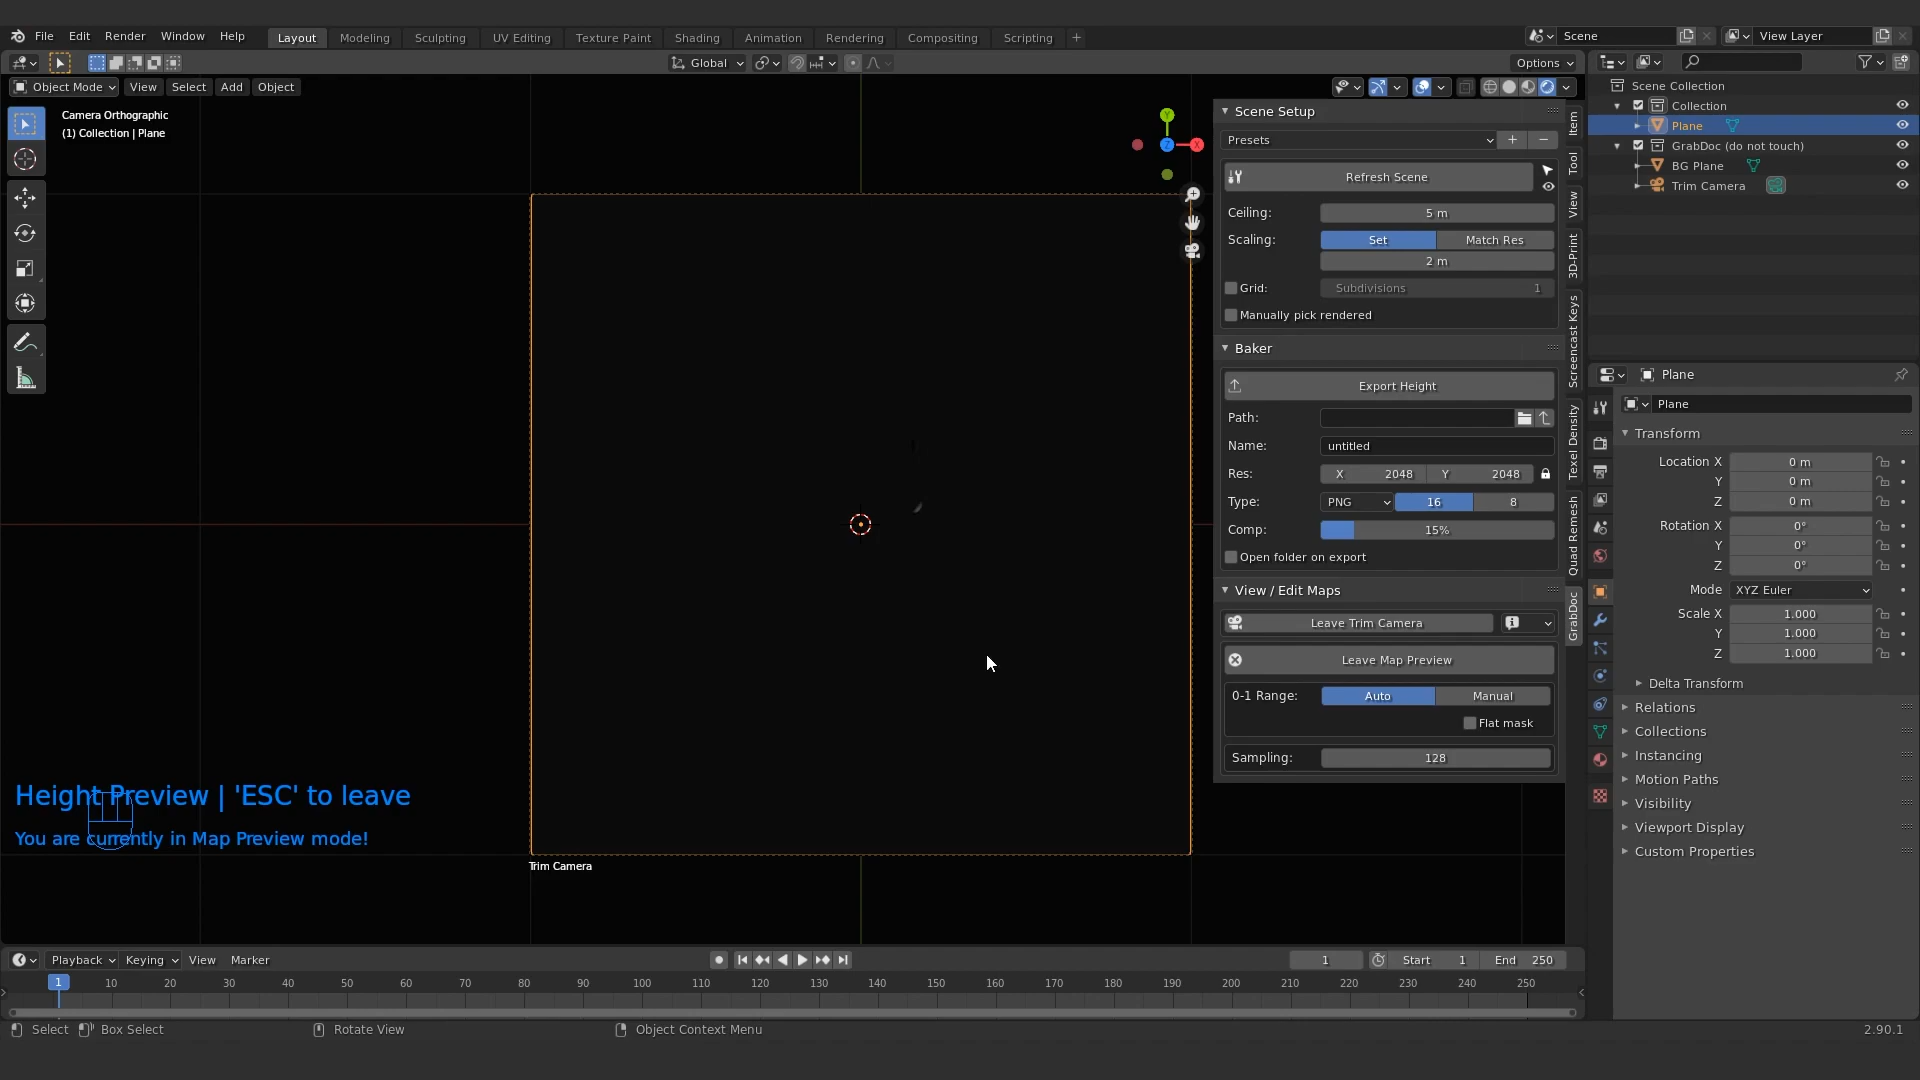 File Edit Render Window Help Layout Modeling Sculpting UV Editing Texture Paint Shading Animation Rendering Compositing Scripting + Scene View Layer
Global Options
Object Mode View Select Add Object
Camera Orthographic
(1) Collection | Plane
Y
Z
X
Scene Setup
Presets
Refresh Scene
Ceiling: 5 m
Scaling: Set Match Res
2 m
Grid: Subdivisions 1
Manually pick rendered
Baker
Export Height
Path:
Name: untitled
Res: X 2048 Y 2048
Type: PNG 16 8
Comp: 15%
Open folder on export
View / Edit Maps
Leave Trim Camera
Leave Map Preview
0-1 Range: Auto Manual
Flat mask
Sampling: 128
Item
Tool
View
3D-Print
Screencast Keys
Texel Density
Quad Remesh
GrabDoc
Height Preview | 'ESC' to leave
You are currently in Map Preview mode!
Trim Camera
Scene Collection
Collection
Plane
GrabDoc (do not touch)
BG Plane
Trim Camera
Plane
Plane
Transform
Location X 0 m
Y 0 m
Z 0 m
Rotation X 0°
Y 0°
Z 0°
Mode XYZ Euler
Scale X 1.000
Y 1.000
Z 1.000
Delta Transform
Relations
Collections
Instancing
Motion Paths
Visibility
Viewport Display
Custom Properties
Playback Keying View Marker 1 Start 1 End 250
1 10 20 30 40 50 60 70 80 90 100 110 120 130 140 150 160 170 180 190 200 210 220 230 240 250
Select Box Select Rotate View Object Context Menu 2.90.1